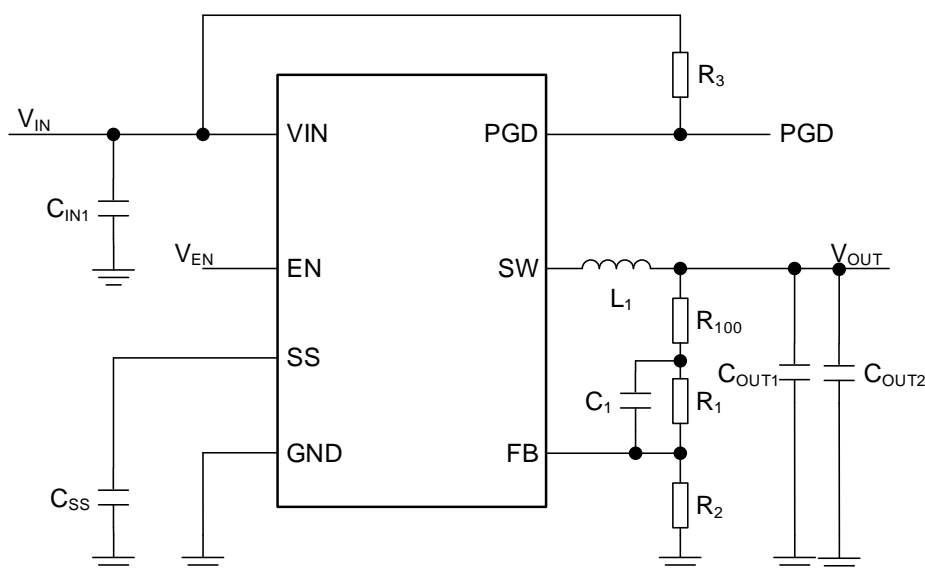 R3
VIN
VIN
PGD
PGD
CIN1
VEN
EN
SW
VOUT
L1
R100
SS
COUT1
COUT2
C1
R1
GND
FB
CSS
R2